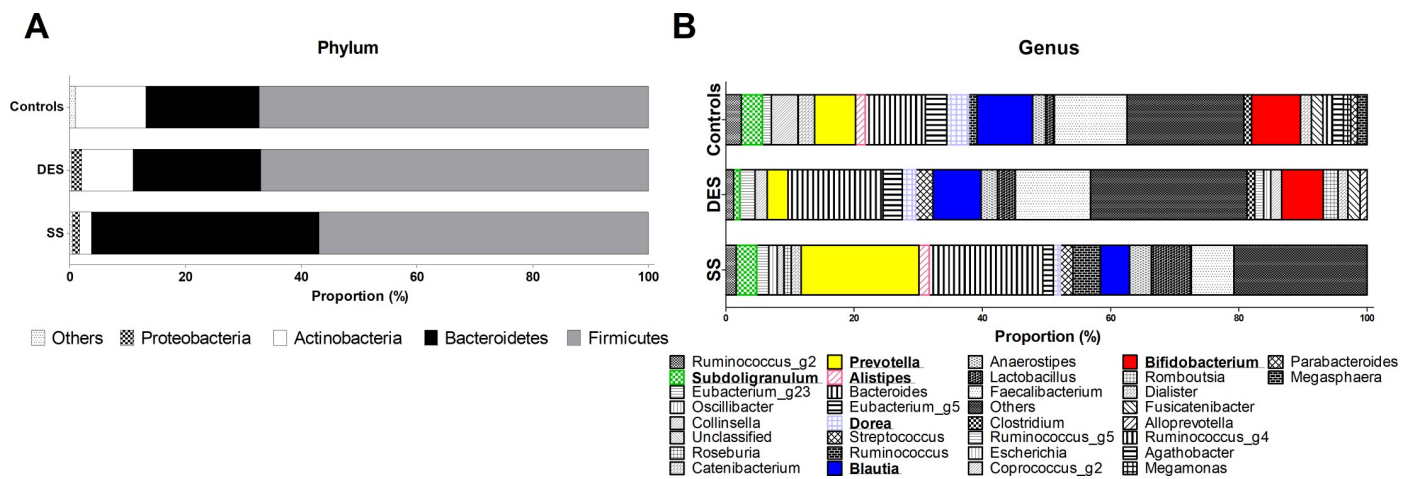 A
Phylum
Controls
DES
SS
0 20 40 60 80 100
Proportion (%)
Others Proteobacteria Actinobacteria Bacteroidetes Firmicutes
B
Genus
Controls
DES
SS
0 20 40 60 80 100
Proportion (%)
Ruminococcus_g2 Prevotella Anaerostipes Bifidobacterium Parabacteroides
Subdoligranulum Alistipes Lactobacillus Romboutsia Megasphaera
Eubacterium_g23 Bacteroides Faecalibacterium Dialister
Oscillibacter Eubacterium_g5 Others Fusicatenibacter
Collinsella Dorea Clostridium Alloprevotella
Unclassified Streptococcus Ruminococcus_g5 Ruminococcus_g4
Roseburia Ruminococcus Escherichia Agathobacter
Catenibacterium Blautia Coprococcus_g2 Megamonas